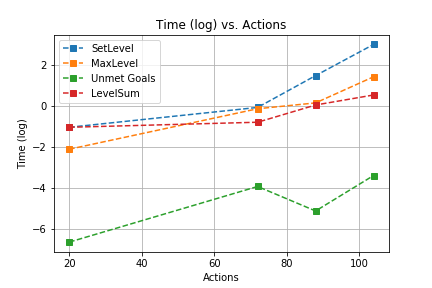 Time (log) vs. Actions
SetLevel
MaxLevel
Unmet Goals
LevelSum
2
0
−2
−4
−6
Time (log)
20
40
60
80
100
Actions